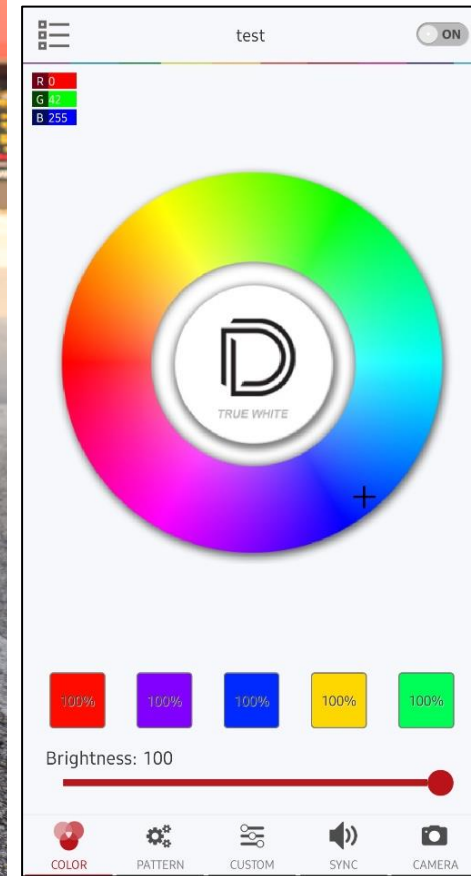 test
ON
R 0
G 42
B 255
D
TRUE WHITE
100% 100% 100% 100% 100%
Brightness: 100
COLOR PATTERN CUSTOM SYNC CAMERA